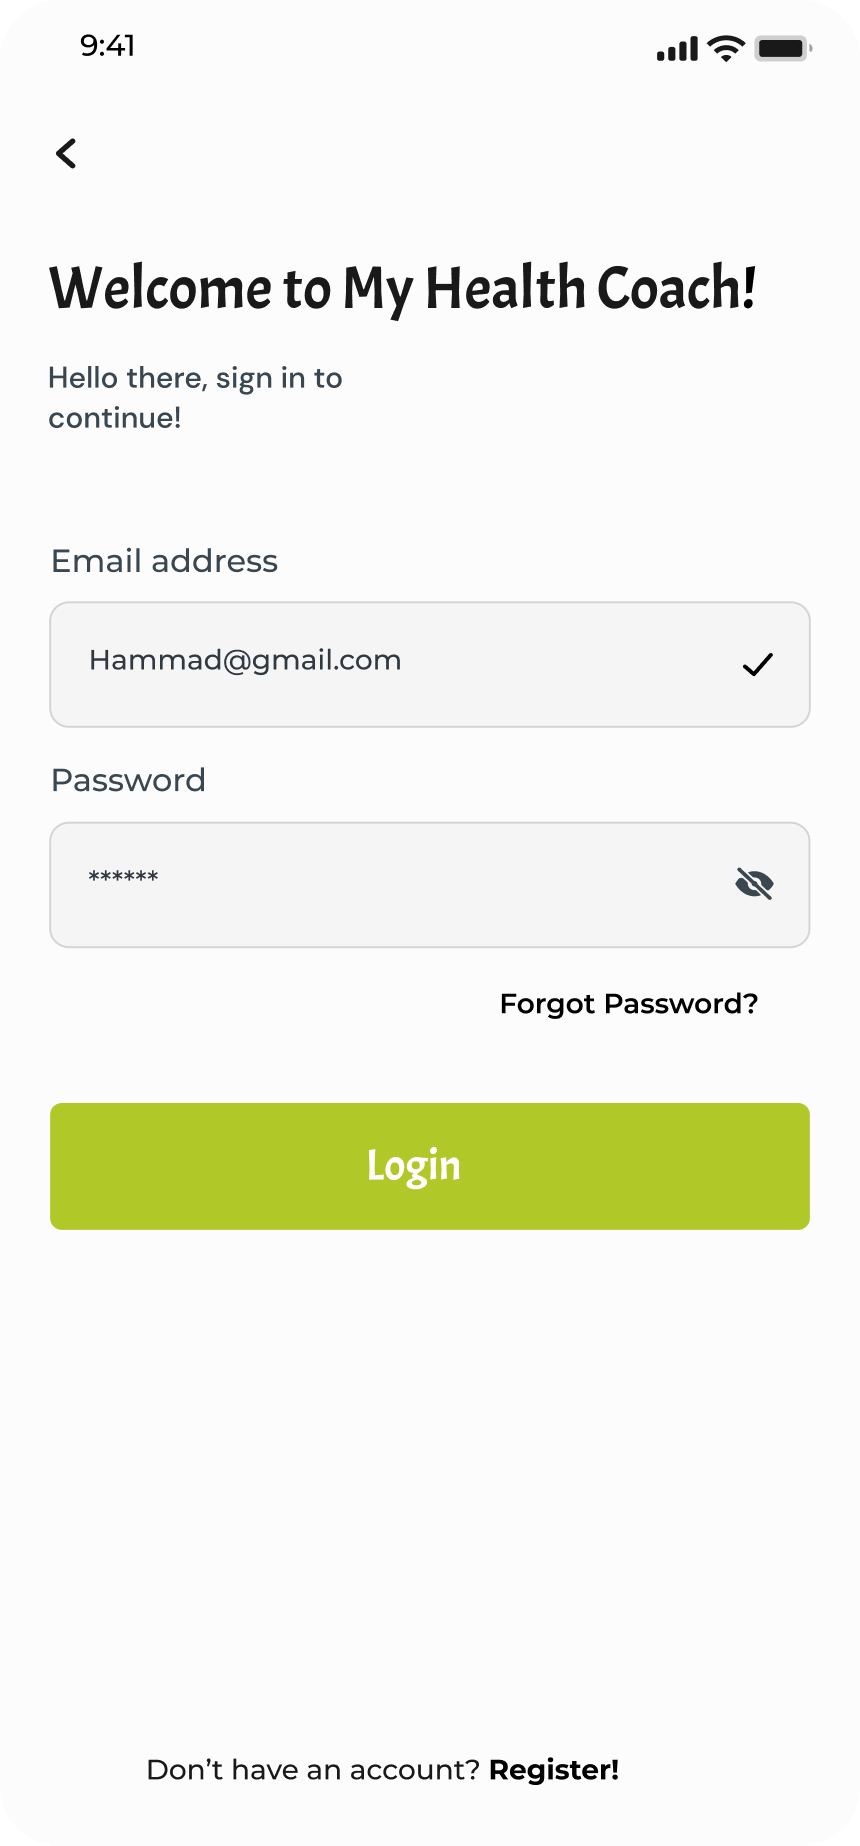 9:41
Welcome to My Health Coach!
Hello there, sign in to
continue!
Email address
Hammad@gmail.com
Password
******
Forgot Password?
Login
Don’t have an account? Register!